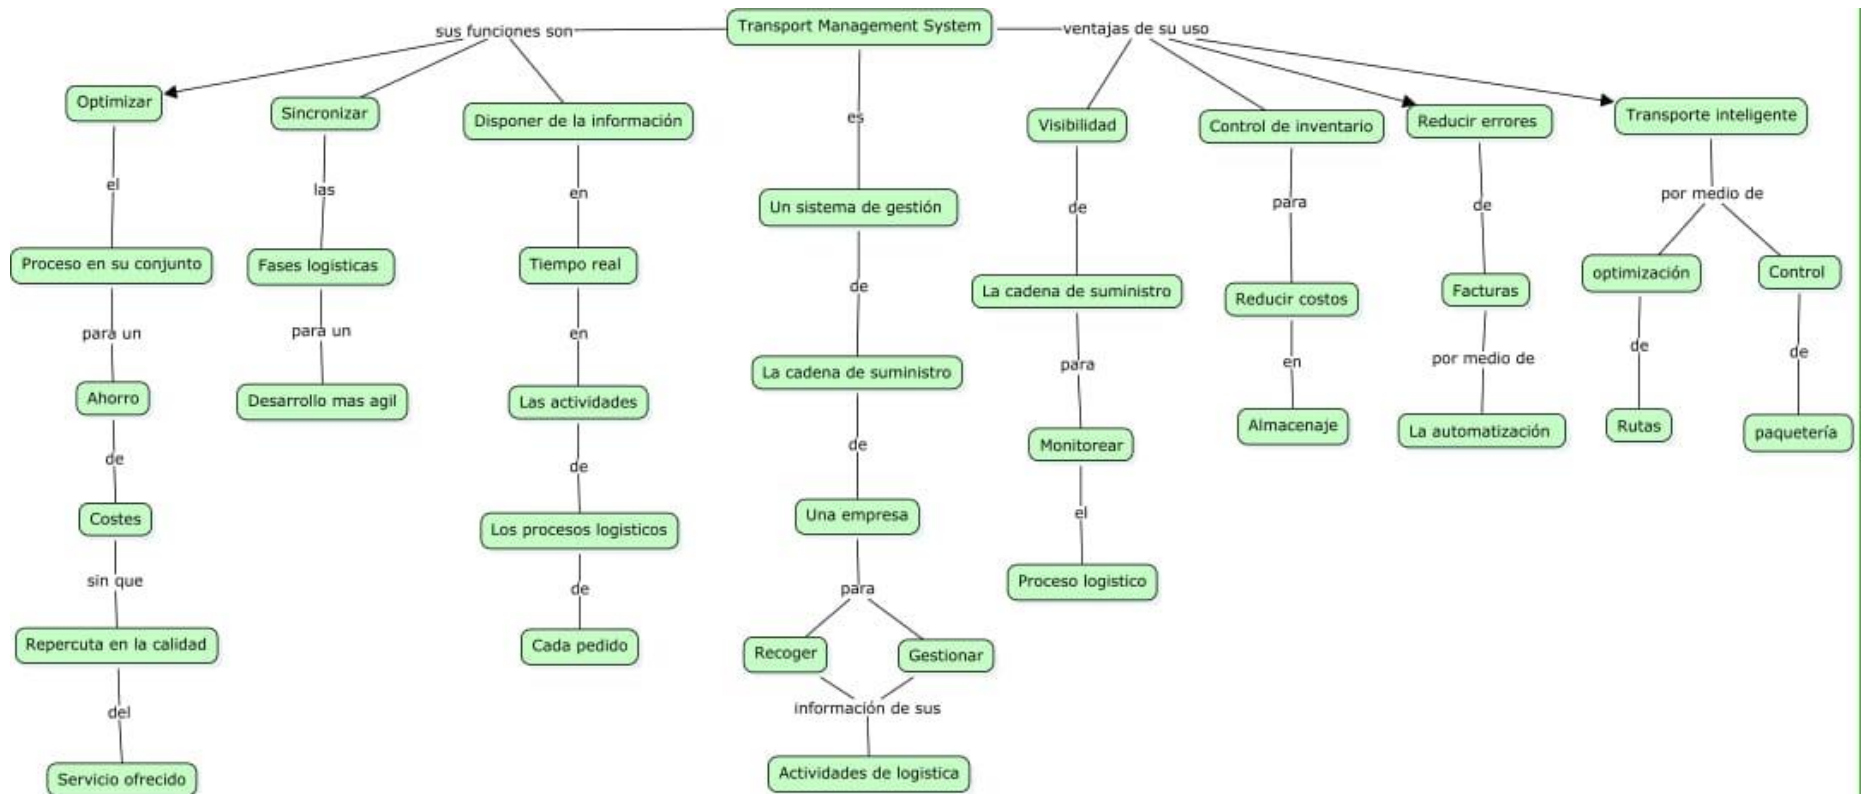 Transport Management System
sus funciones son
ventajas de su uso
Optimizar
el
Proceso en su conjunto
para un
Ahorro
de
Costes
sin que
Repercuta en la calidad
del
Servicio ofrecido
Sincronizar
las
Fases logisticas
para un
Desarrollo mas agil
Disponer de la información
en
Tiempo real
en
Las actividades
de
Los procesos logisticos
de
Cada pedido
es
Un sistema de gestión
de
La cadena de suministro
de
Una empresa
para
Recoger
Gestionar
información de sus
Actividades de logistica
Visibilidad
de
La cadena de suministro
para
Monitorear
el
Proceso logistico
Control de inventario
para
Reducir costos
en
Almacenaje
Reducir errores
de
Facturas
por medio de
La automatización
Transporte inteligente
por medio de
optimización
de
Rutas
Control
de
paquetería